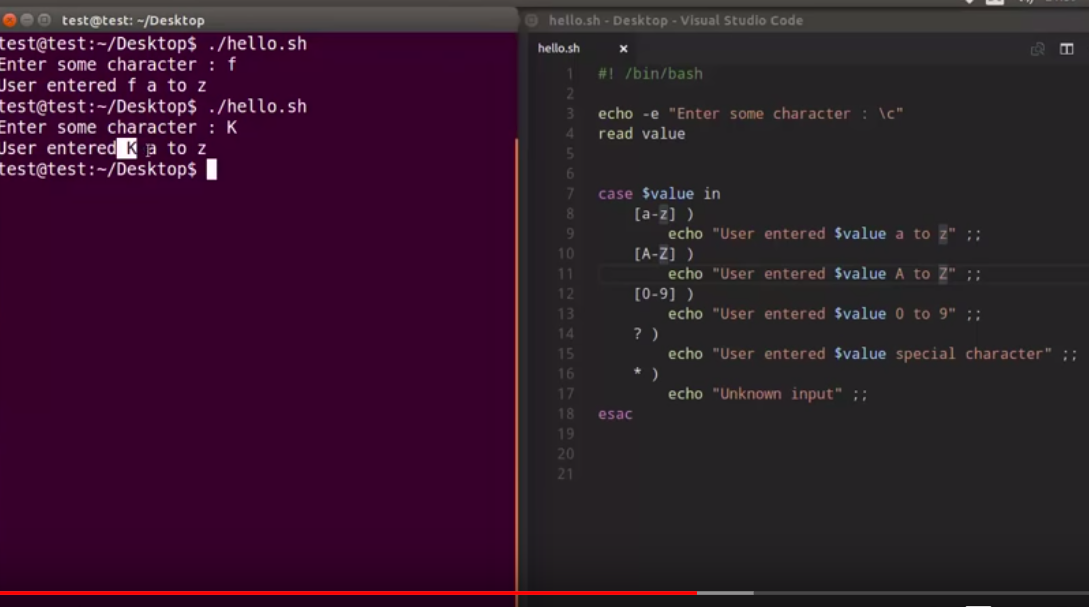 test@test: ~/Desktop
test@test:~/Desktop$ ./hello.sh
Enter some character : f
User entered f a to z
test@test:~/Desktop$ ./hello.sh
Enter some character : K
User entered K a to z
test@test:~/Desktop$
hello.sh - Desktop - Visual Studio Code
hello.sh ×
1 #! /bin/bash
2
3 echo -e "Enter some character : \c"
4 read value
5
6
7 case $value in
8 [a-z] )
9 echo "User entered $value a to z" ;;
10 [A-Z] )
11 echo "User entered $value A to Z" ;;
12 [0-9] )
13 echo "User entered $value 0 to 9" ;;
14 ? )
15 echo "User entered $value special character" ;;
16 * )
17 echo "Unknown input" ;;
18 esac
19
20
21